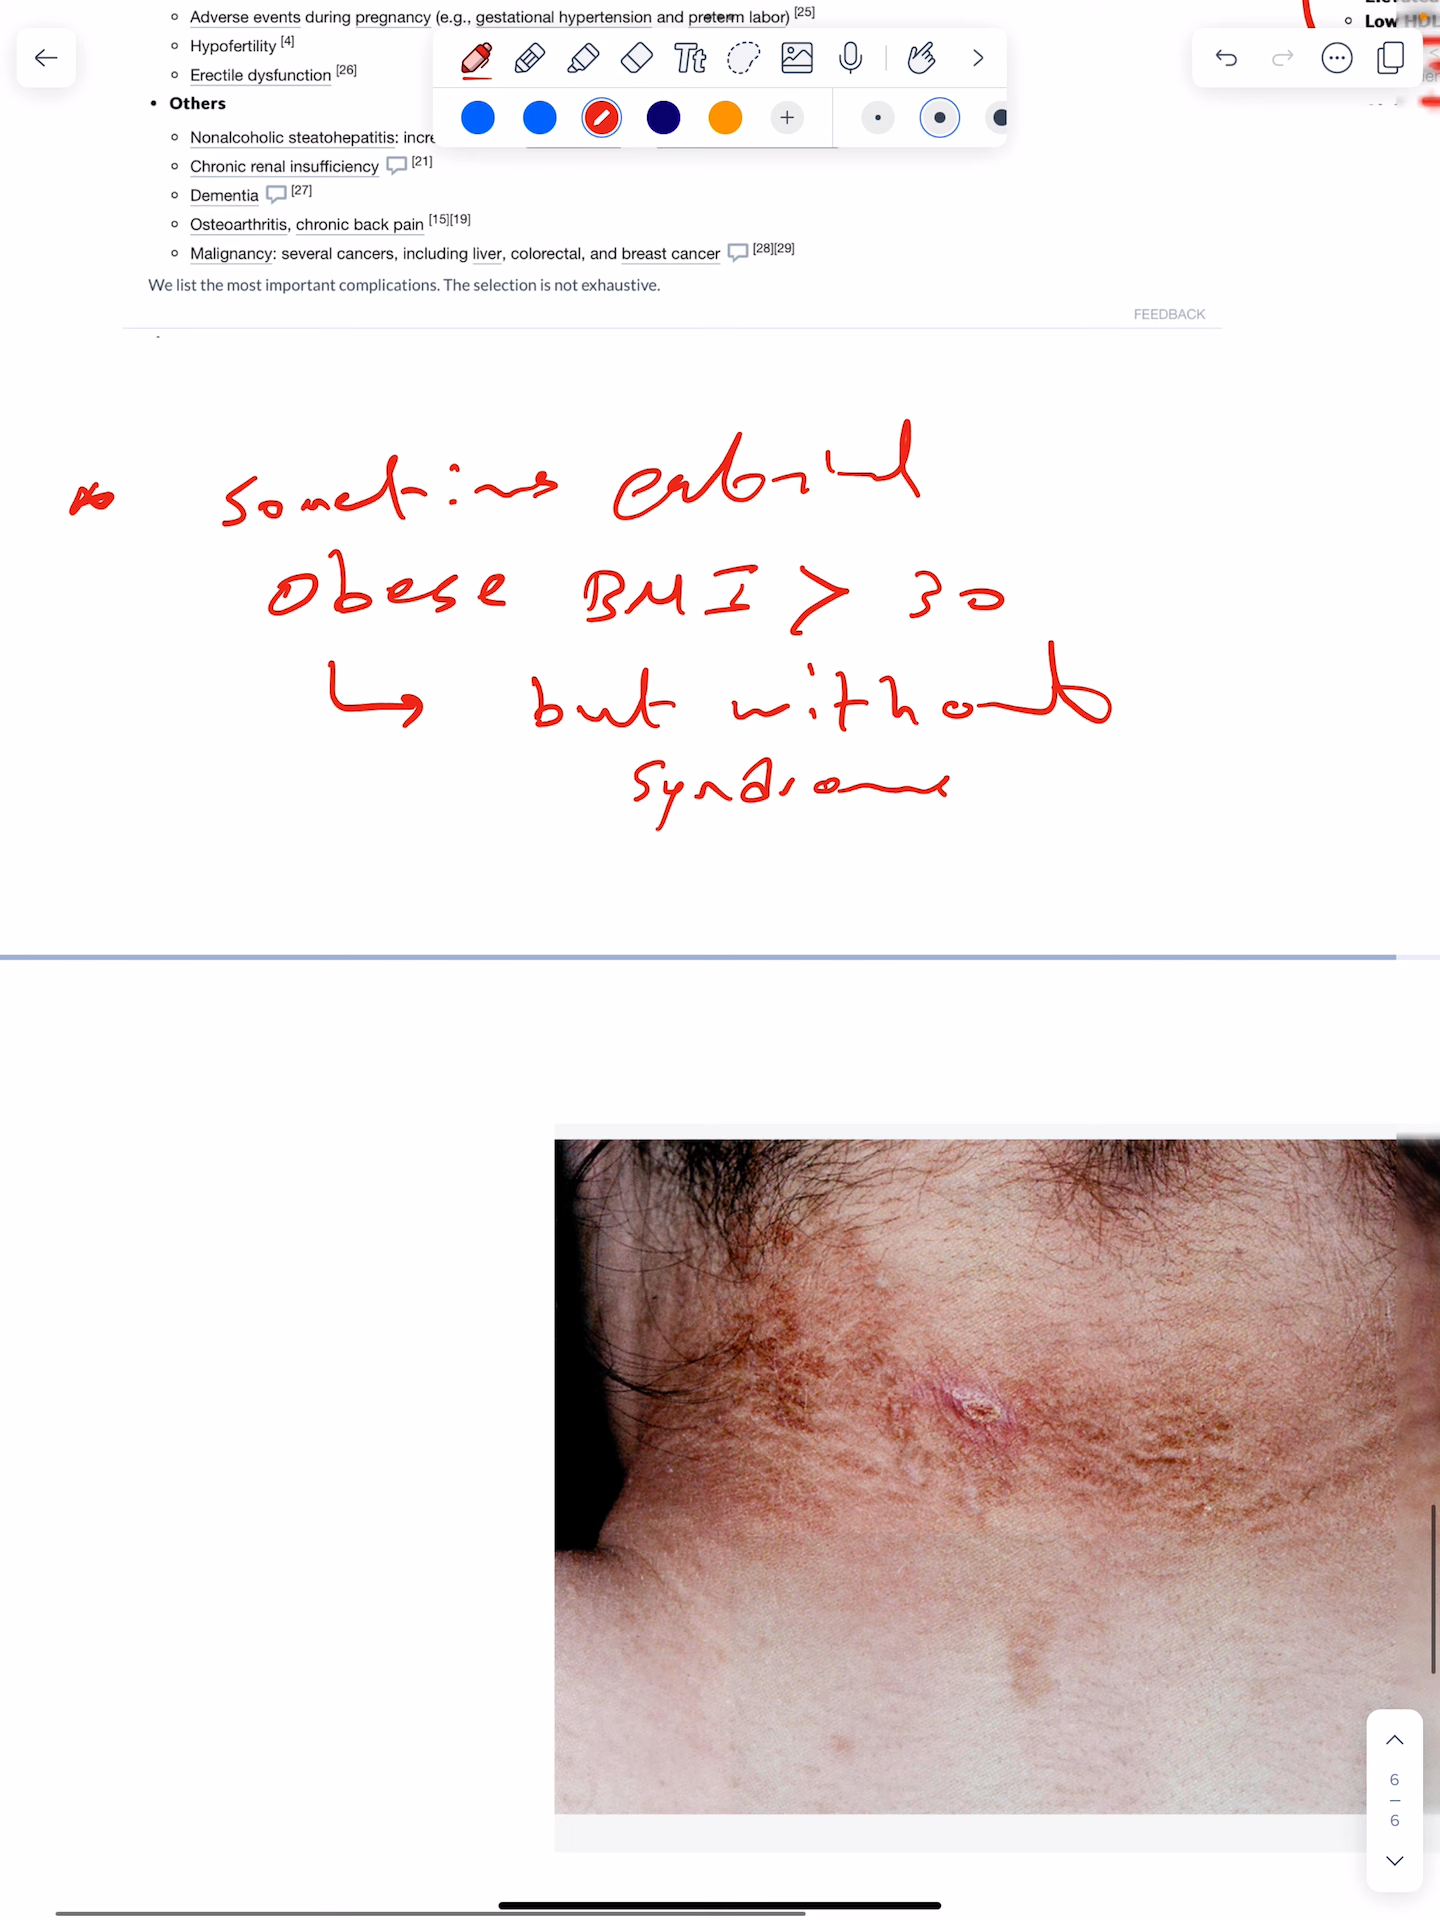 Adverse events during pregnancy (e.g., gestational hypertension and preterm labor) [25]
Low HDL
Hypofertility [4]
Erectile dysfunction [26]
Tt
• Others
Nonalcoholic steatohepatitis: incre
Chronic renal insufficiency [21]
Dementia [27]
Osteoarthritis, chronic back pain [15][19]
Malignancy: several cancers, including liver, colorectal, and breast cancer [28][29]
We list the most important complications. The selection is not exhaustive.
FEEDBACK
Sometimes
Obese BMI > 30
but without
syndrome
6
6